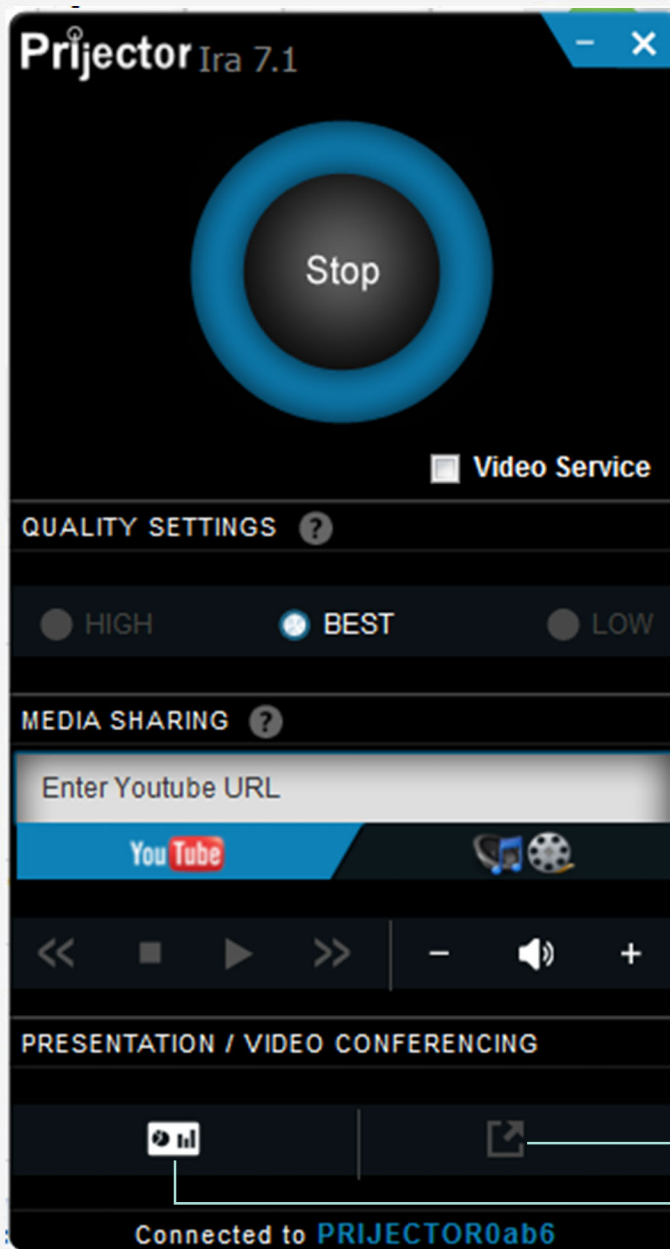 Prijector Ira 7.1
Stop
Video Service
QUALITY SETTINGS ?
HIGH BEST LOW
MEDIA SHARING ?
Enter Youtube URL
YouTube
PRESENTATION / VIDEO CONFERENCING
Connected to PRIJECTOR0ab6